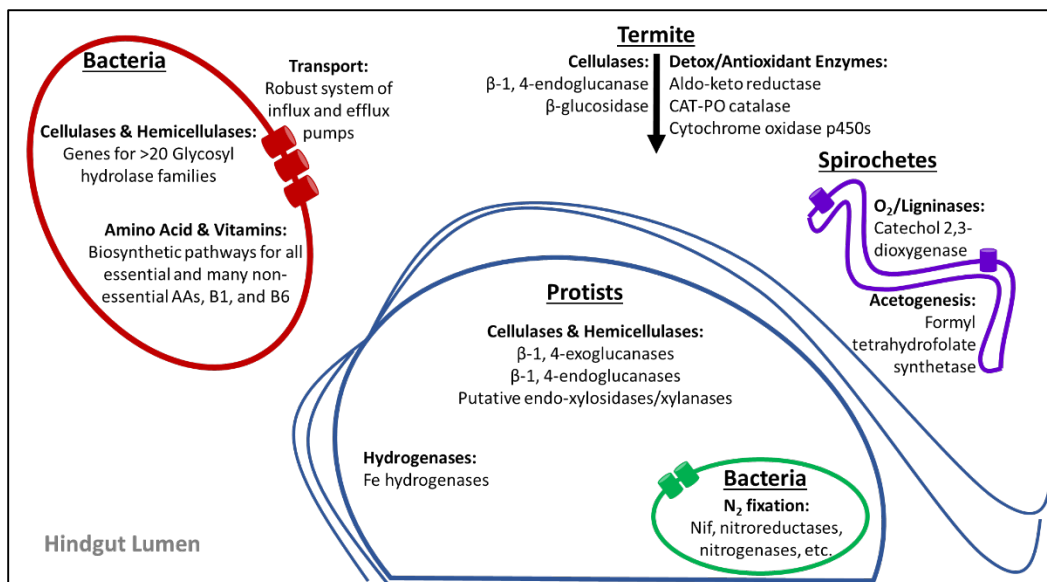 Bacteria
Cellulases & Hemicellulases:
Genes for >20 Glycosyl
hydrolase families
Amino Acid & Vitamins:
Biosynthetic pathways for all
essential and many non-
essential AAs, B1, and B6
Transport:
Robust system of
influx and efflux
pumps
Termite
Cellulases:
β-1, 4-endoglucanase
β-glucosidase
Detox/Antioxidant Enzymes:
Aldo-keto reductase
CAT-PO catalase
Cytochrome oxidase p450s
Spirochetes
O₂/Ligninases:
Catechol 2,3-
dioxygenase
Acetogenesis:
Formyl
tetrahydrofolate
synthetase
Protists
Cellulases & Hemicellulases:
β-1, 4-exoglucanases
β-1, 4-endoglucanases
Putative endo-xylosidases/xylanases
Hydrogenases:
Fe hydrogenases
Bacteria
N₂ fixation:
Nif, nitroreductases,
nitrogenases, etc.
Hindgut Lumen